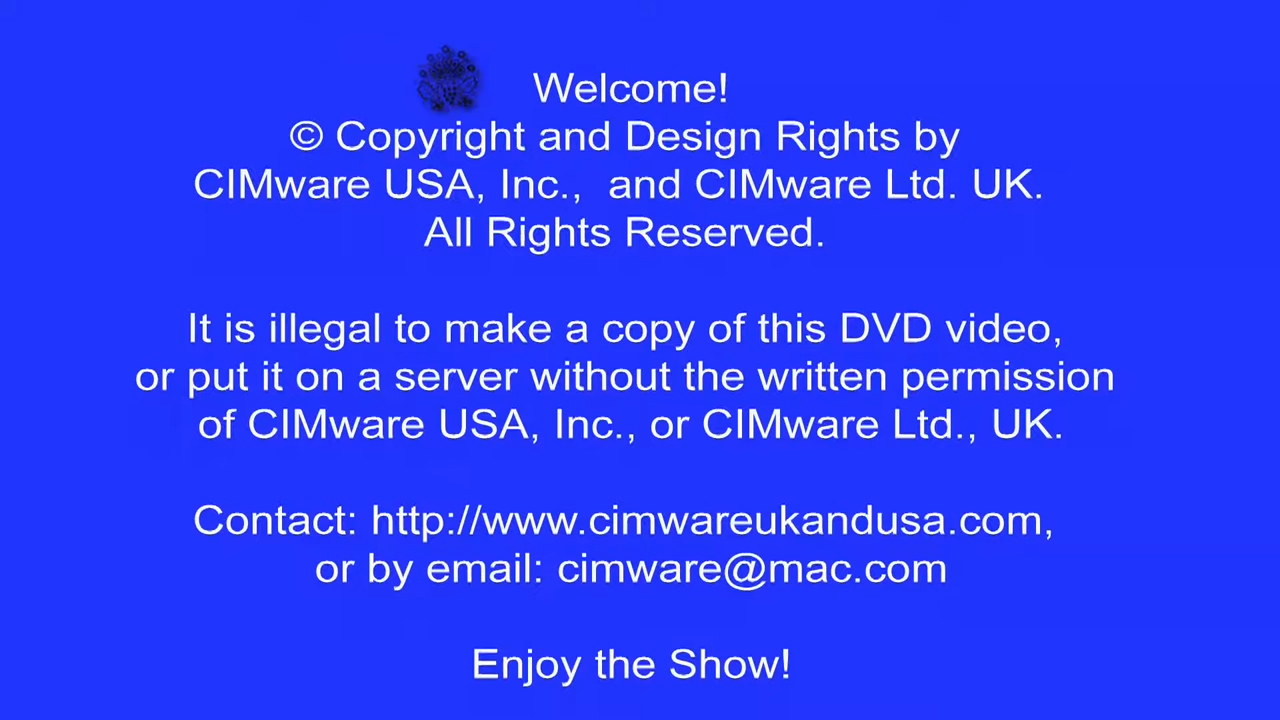 Welcome!
© Copyright and Design Rights by
CIMware USA, Inc.,  and CIMware Ltd. UK.
All Rights Reserved.
It is illegal to make a copy of this DVD video,
or put it on a server without the written permission
of CIMware USA, Inc., or CIMware Ltd., UK.
Contact: http://www.cimwareukandusa.com,
or by email: cimware@mac.com
Enjoy the Show!